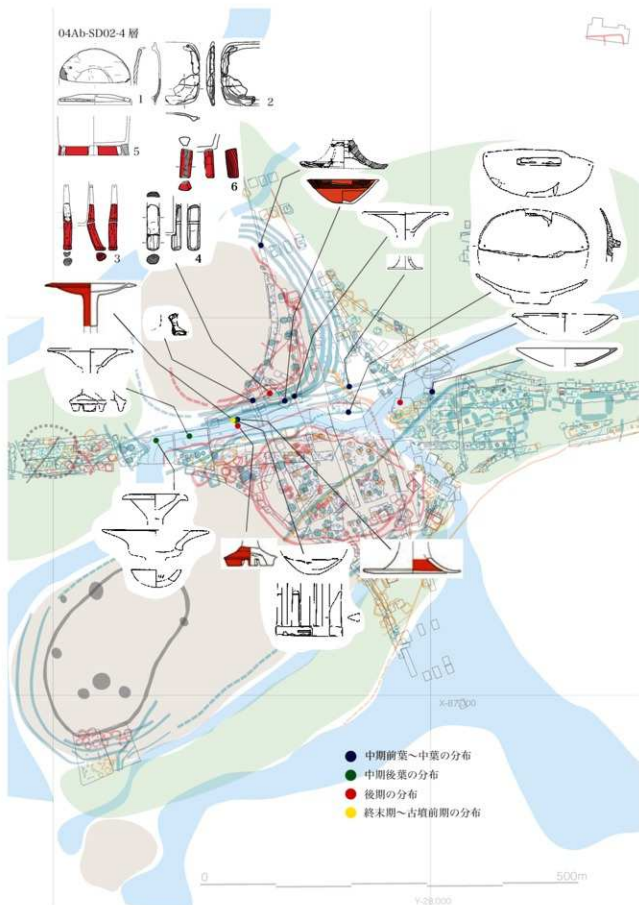 04Ab-SD02-4 層
1
2
5
6
3
4
X-87,000
中期前葉～中葉の分布
中期後葉の分布
後期の分布
終末期～古墳前期の分布
0
500m
Y-28,000